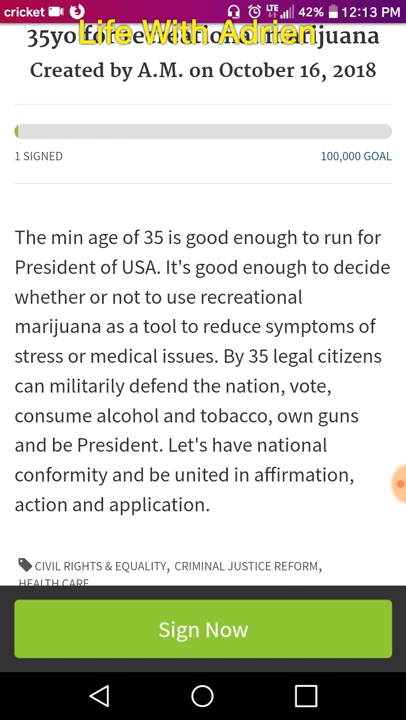 cricket LTE 42% 12:13 PM
Life With Adrien
35yo for recreational marijuana
Created by A.M. on October 16, 2018
1 SIGNED 100,000 GOAL
The min age of 35 is good enough to run for
President of USA. It's good enough to decide
whether or not to use recreational
marijuana as a tool to reduce symptoms of
stress or medical issues. By 35 legal citizens
can militarily defend the nation, vote,
consume alcohol and tobacco, own guns
and be President. Let's have national
conformity and be united in affirmation,
action and application.
CIVIL RIGHTS & EQUALITY, CRIMINAL JUSTICE REFORM,
HEALTH CARE
Sign Now